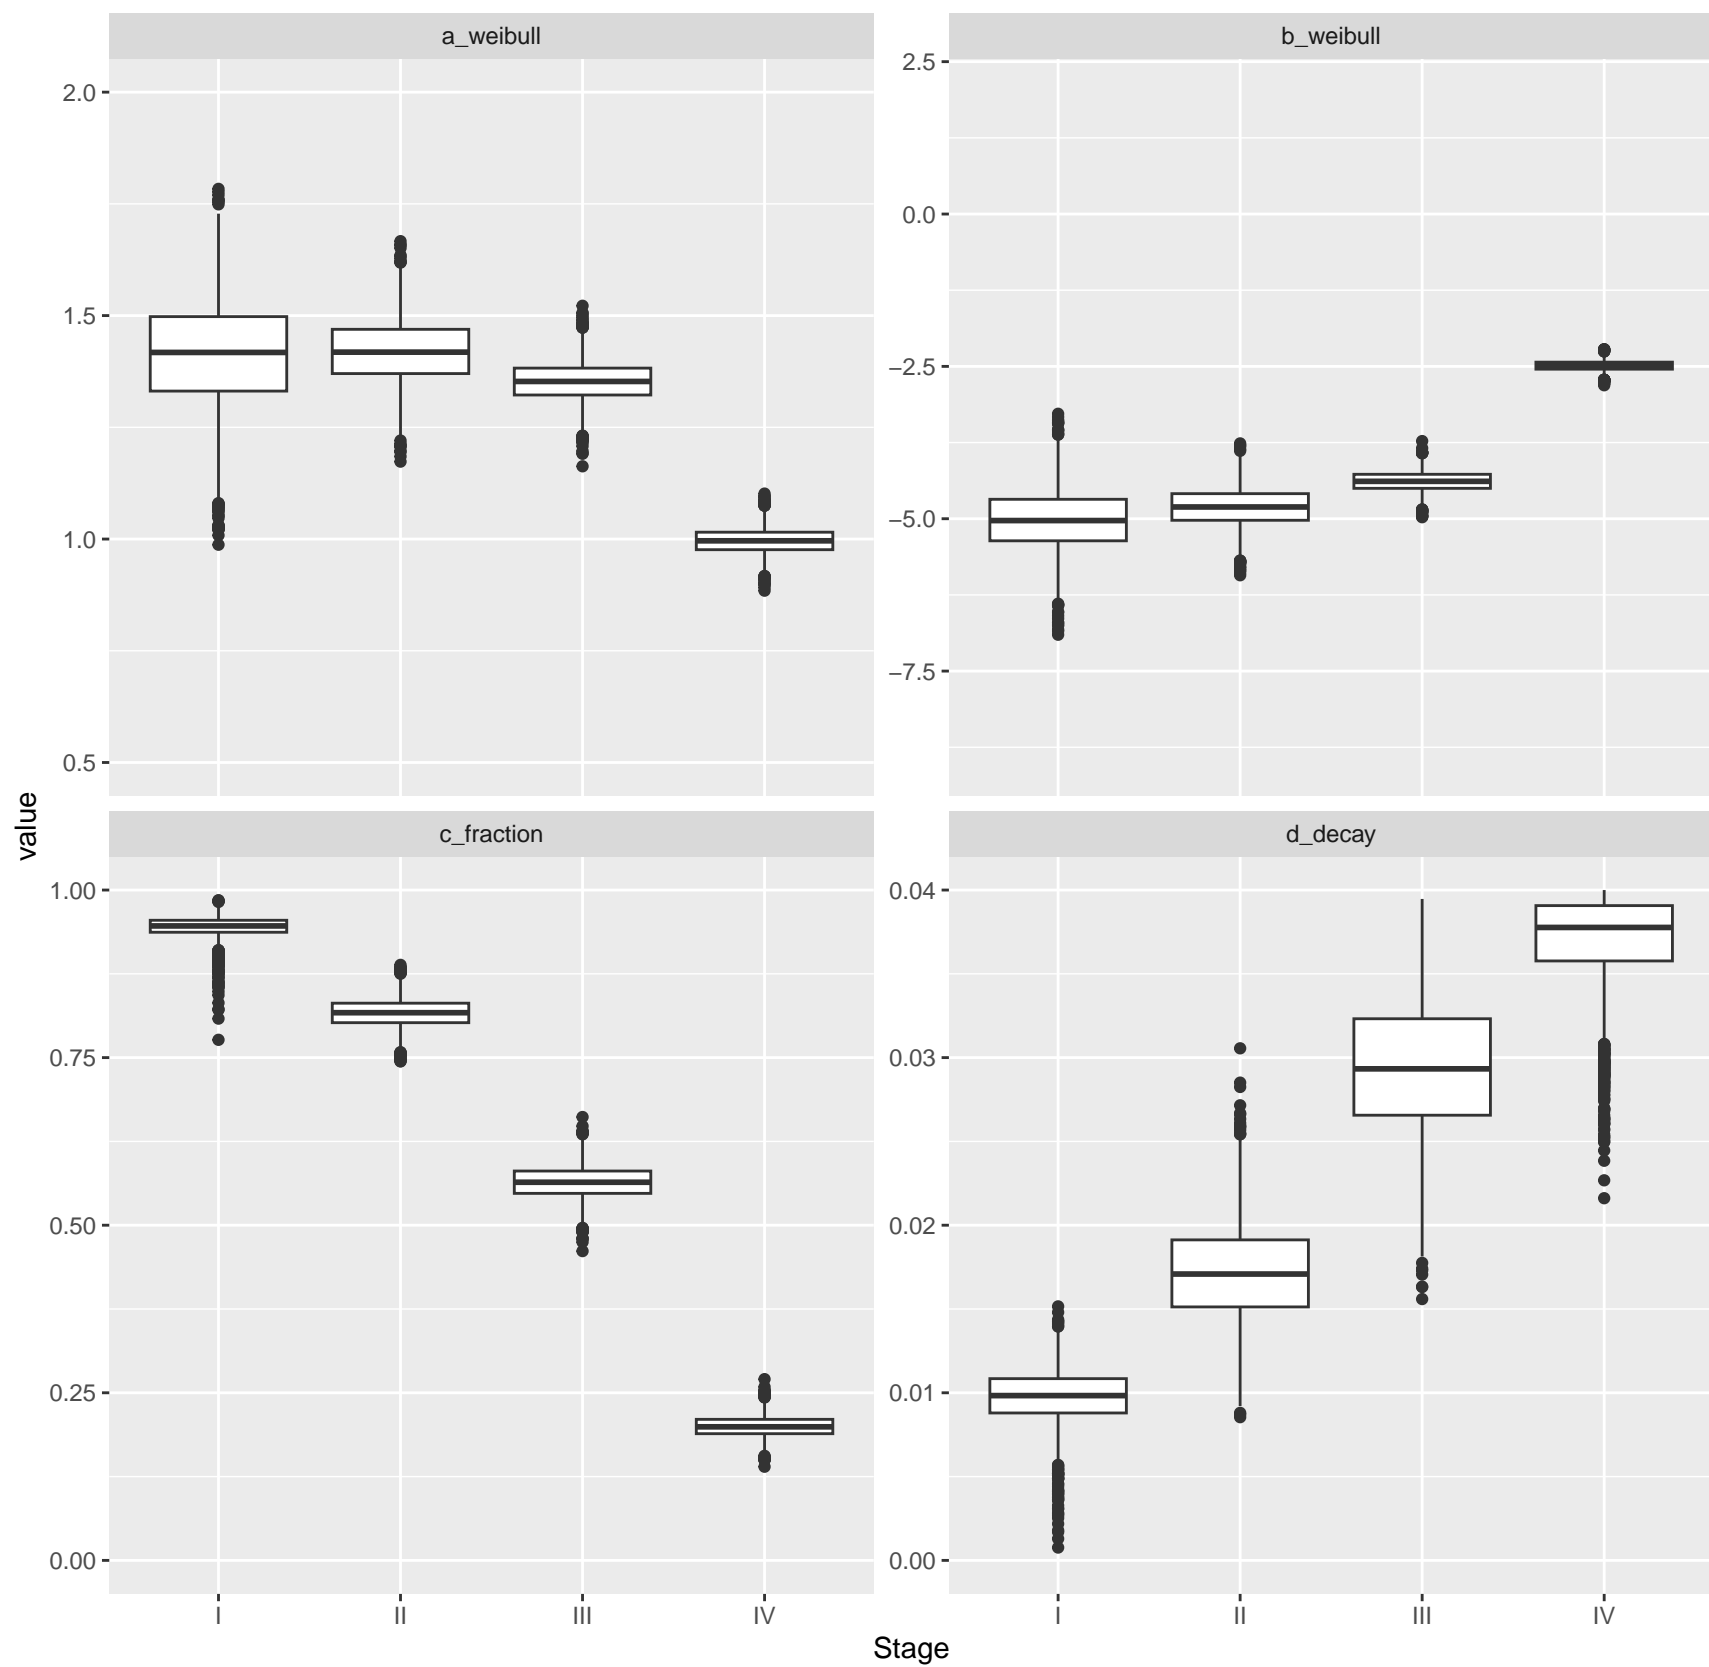 a_weibull
b_weibull
2.0
1.5
1.0
0.5
2.5
0.0
−2.5
−5.0
−7.5
value
c_fraction
d_decay
1.00
0.75
0.50
0.25
0.00
0.04
0.03
0.02
0.01
0.00
I II III IV
I II III IV
Stage